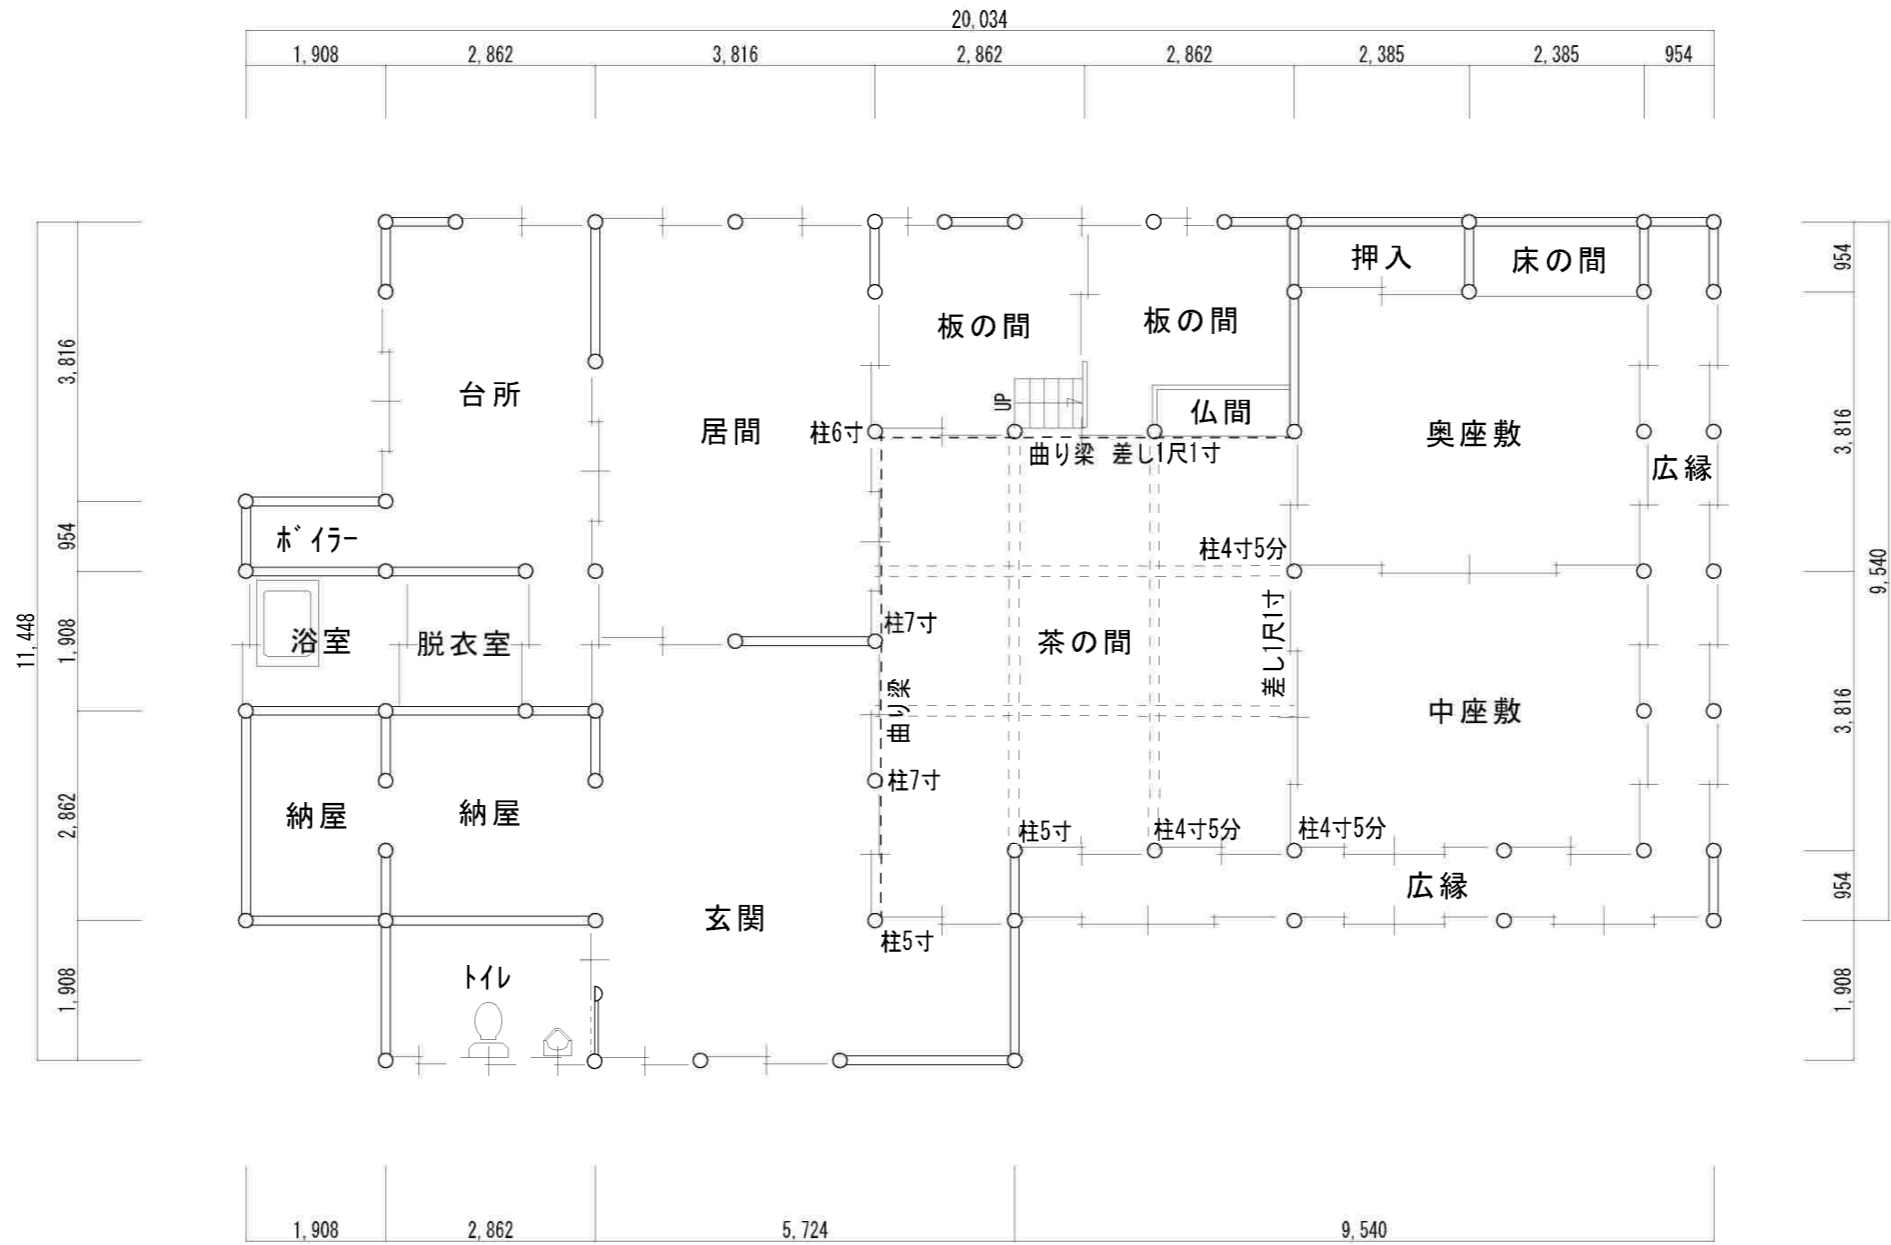 20,034
1,908
2,862
3,816
2,862
2,862
2,385
2,385
954
押入
床の間
954
板の間
板の間
3,816
台所
UP
仏間
居間
柱6寸
奥座敷
3,816
曲り梁 差し1尺1寸
広縁
ﾎﾞｲﾗｰ
954
柱4寸5分
9,540
柱7寸
浴室
脱衣室
茶の間
差し1尺1寸
11,448
1,908
曲り梁
中座敷
3,816
柱7寸
納屋
納屋
2,862
柱5寸
柱4寸5分
柱4寸5分
広縁
954
玄関
柱5寸
ﾄｲﾚ
1,908
1,908
1,908
2,862
5,724
9,540